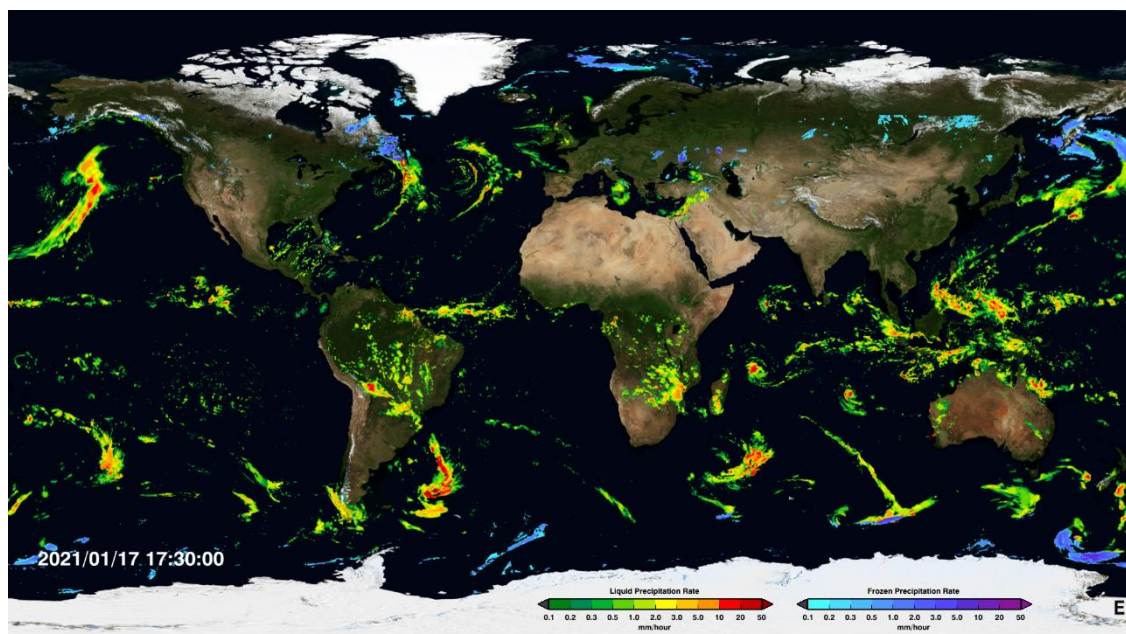 2021/01/17 17:30:00
Liquid Precipitation Rate
0.1 0.2 0.3 0.5 1.0 2.0 3.0 5.0 10 20 50
mm/hour
Frozen Precipitation Rate
0.1 0.2 0.3 0.5 1.0 2.0 3.0 5.0 10 20 50
mm/hour
E